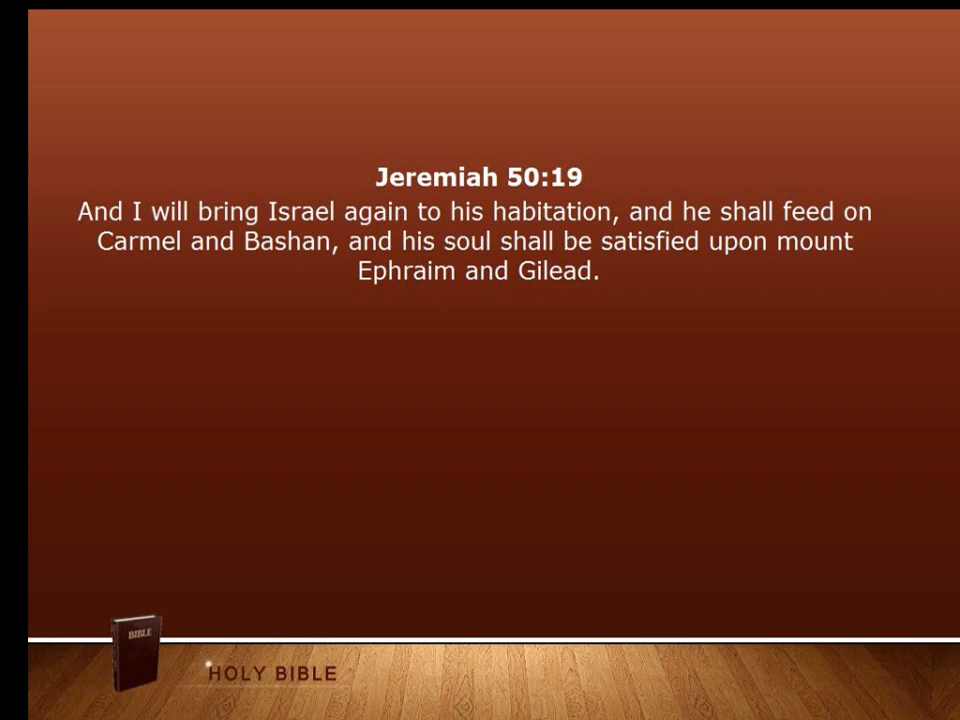 Jeremiah 50:19
And I will bring Israel again to his habitation, and he shall feed on
Carmel and Bashan, and his soul shall be satisfied upon mount
Ephraim and Gilead.
BIBLE
HOLY BIBLE